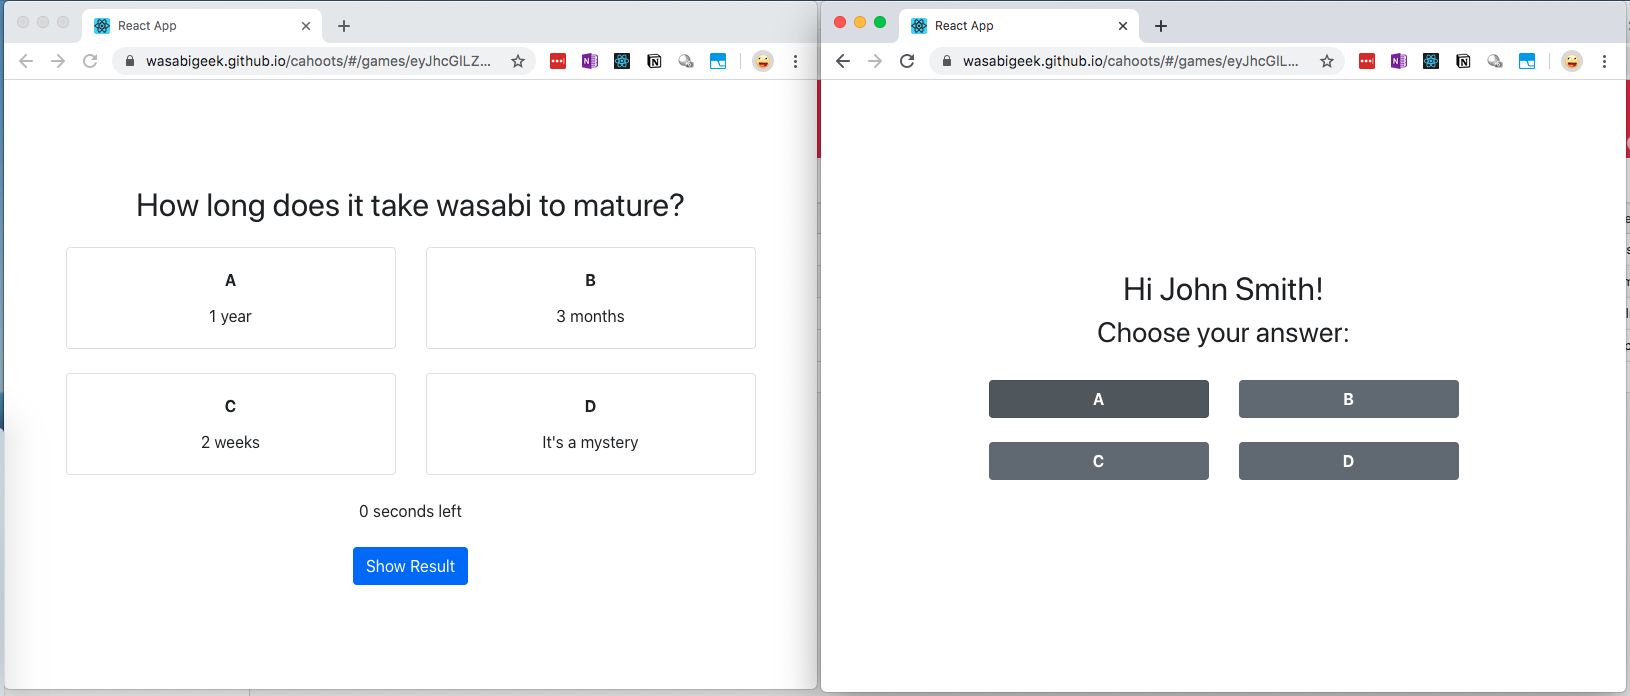 React App
wasabigeek.github.io/cahoots/#/games/eyJhcGlLZ...
How long does it take wasabi to mature?
A
1 year
B
3 months
C
2 weeks
D
It's a mystery
0 seconds left
Show Result
React App
wasabigeek.github.io/cahoots/#/games/eyJhcGlL...
Hi John Smith!
Choose your answer:
A
B
C
D